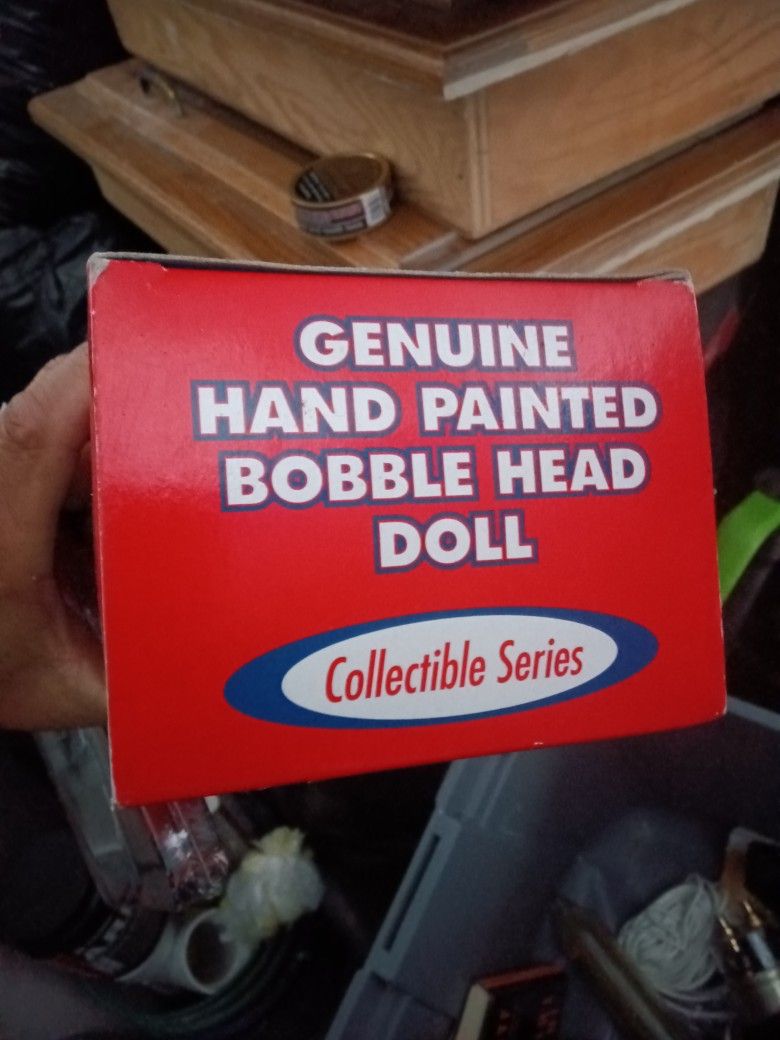 GENUINE
HAND PAINTED
BOBBLE HEAD
DOLL
Collectible Series